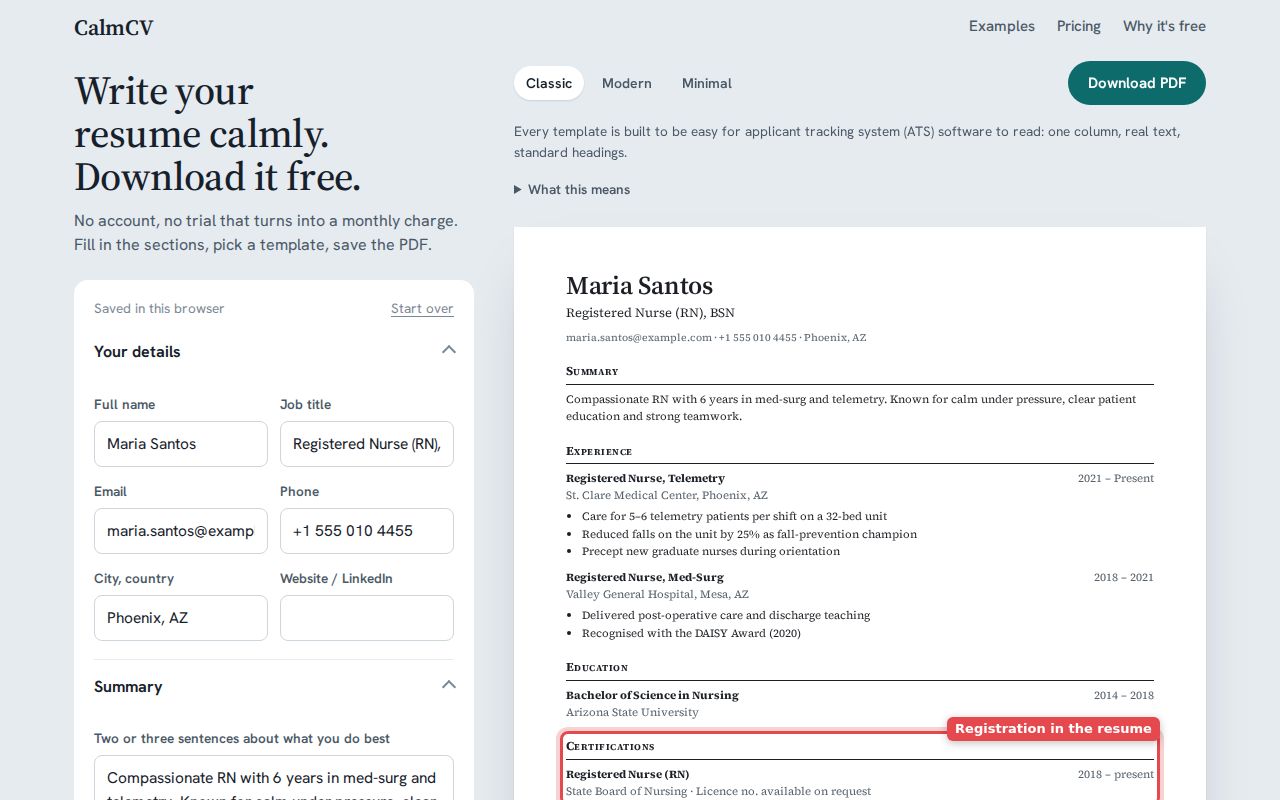 CalmCV
Examples
Pricing
Why it's free
Write your
resume calmly.
Download it free.
No account, no trial that turns into a monthly charge.
Fill in the sections, pick a template, save the PDF.
Saved in this browser
Start over
Your details
Full name
Job title
Maria Santos
Registered Nurse (RN),
Email
Phone
maria.santos@examp
+1 555 010 4455
City, country
Website / LinkedIn
Phoenix, AZ
Summary
Two or three sentences about what you do best
Compassionate RN with 6 years in med-surg and
telemetry. Known for calm under pressure, clear
Classic
Modern
Minimal
Download PDF
Every template is built to be easy for applicant tracking system (ATS) software to read: one column, real text,
standard headings.
What this means
Maria Santos
Registered Nurse (RN), BSN
maria.santos@example.com · +1 555 010 4455 · Phoenix, AZ
Summary
Compassionate RN with 6 years in med-surg and telemetry. Known for calm under pressure, clear patient
education and strong teamwork.
Experience
Registered Nurse, Telemetry
2021 – Present
St. Clare Medical Center, Phoenix, AZ
• Care for 5–6 telemetry patients per shift on a 32-bed unit
• Reduced falls on the unit by 25% as fall-prevention champion
• Precept new graduate nurses during orientation
Registered Nurse, Med-Surg
2018 – 2021
Valley General Hospital, Mesa, AZ
• Delivered post-operative care and discharge teaching
• Recognised with the DAISY Award (2020)
Education
Bachelor of Science in Nursing
2014 – 2018
Arizona State University
Registration in the resume
Certifications
Registered Nurse (RN)
2018 – present
State Board of Nursing · Licence no. available on request